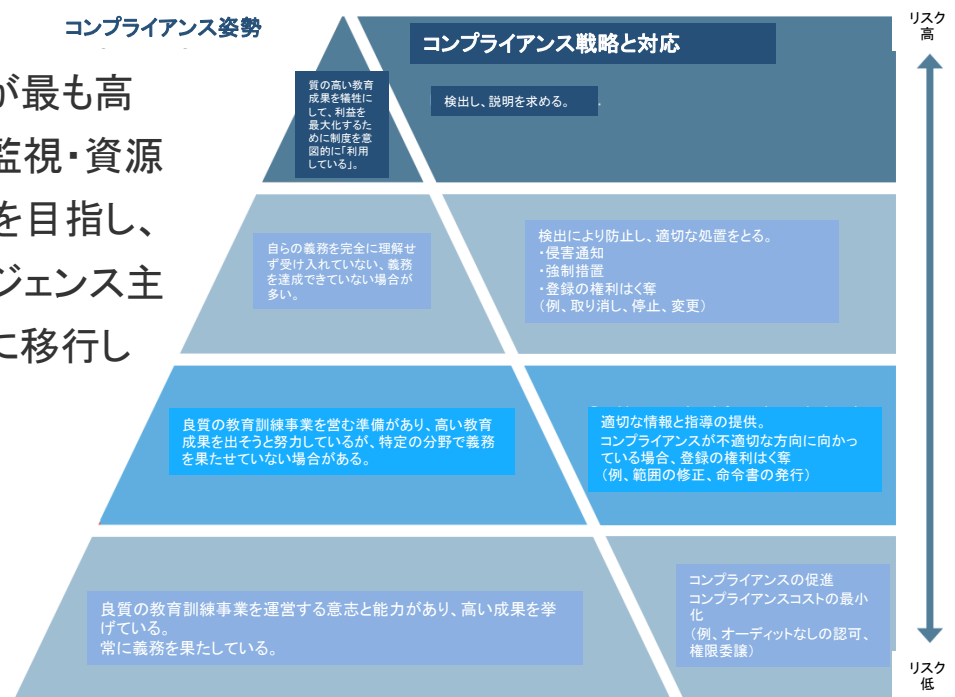 コンプライアンス姿勢
コンプライアンス戦略と対応
リスク
高
が最も高
監視・資源
を目指し、
ジェンス主
に移行し
質の高い教育
成果を犠牲に
して、利益を
最大化するた
めに制度を意
図的に「利用
している」。
検出し、説明を求める。
自らの義務を完全に理解せ
ず受け入れていない、義務
を達成できていない場合が
多い。
検出により防止し、適切な処置をとる。
・侵害通知
・強制措置
・登録の権利はく奪
(例、取り消し、停止、変更)
良質の教育訓練事業を営む準備があり、高い教育
成果を出そうと努力しているが、特定の分野で義務
を果たせていない場合がある。
適切な情報と指導の提供。
コンプライアンスが不適切な方向に向かっ
ている場合、登録の権利はく奪
(例、範囲の修正、命令書の発行)
良質の教育訓練事業を運営する意志と能力があり、高い成果を挙
げている。
常に義務を果たしている。
コンプライアンスの促進
コンプライアンスコストの最小
化
(例、オーディットなしの認可、
権限委譲)
リスク
低